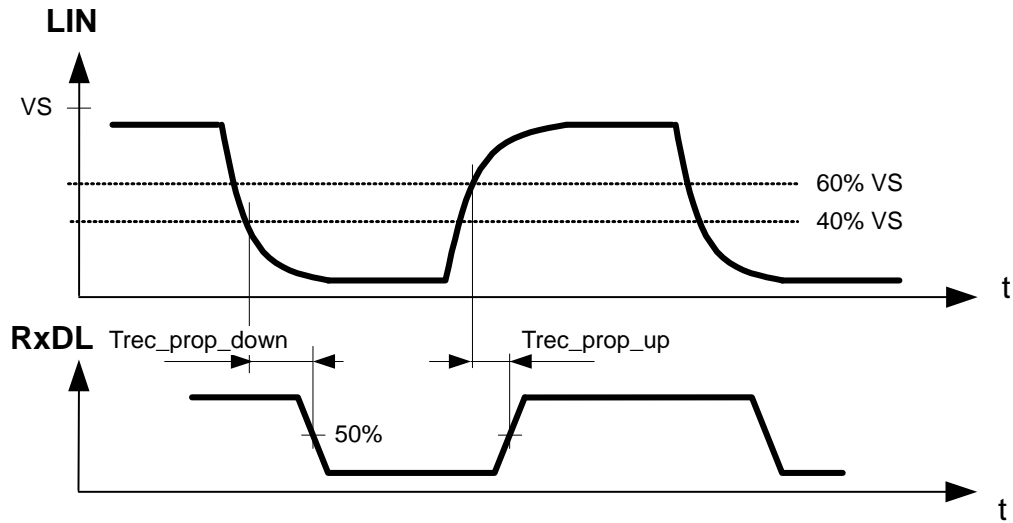 LIN
VS
60% VS
40% VS
t
RxDL
Trec_prop_down
Trec_prop_up
50%
t